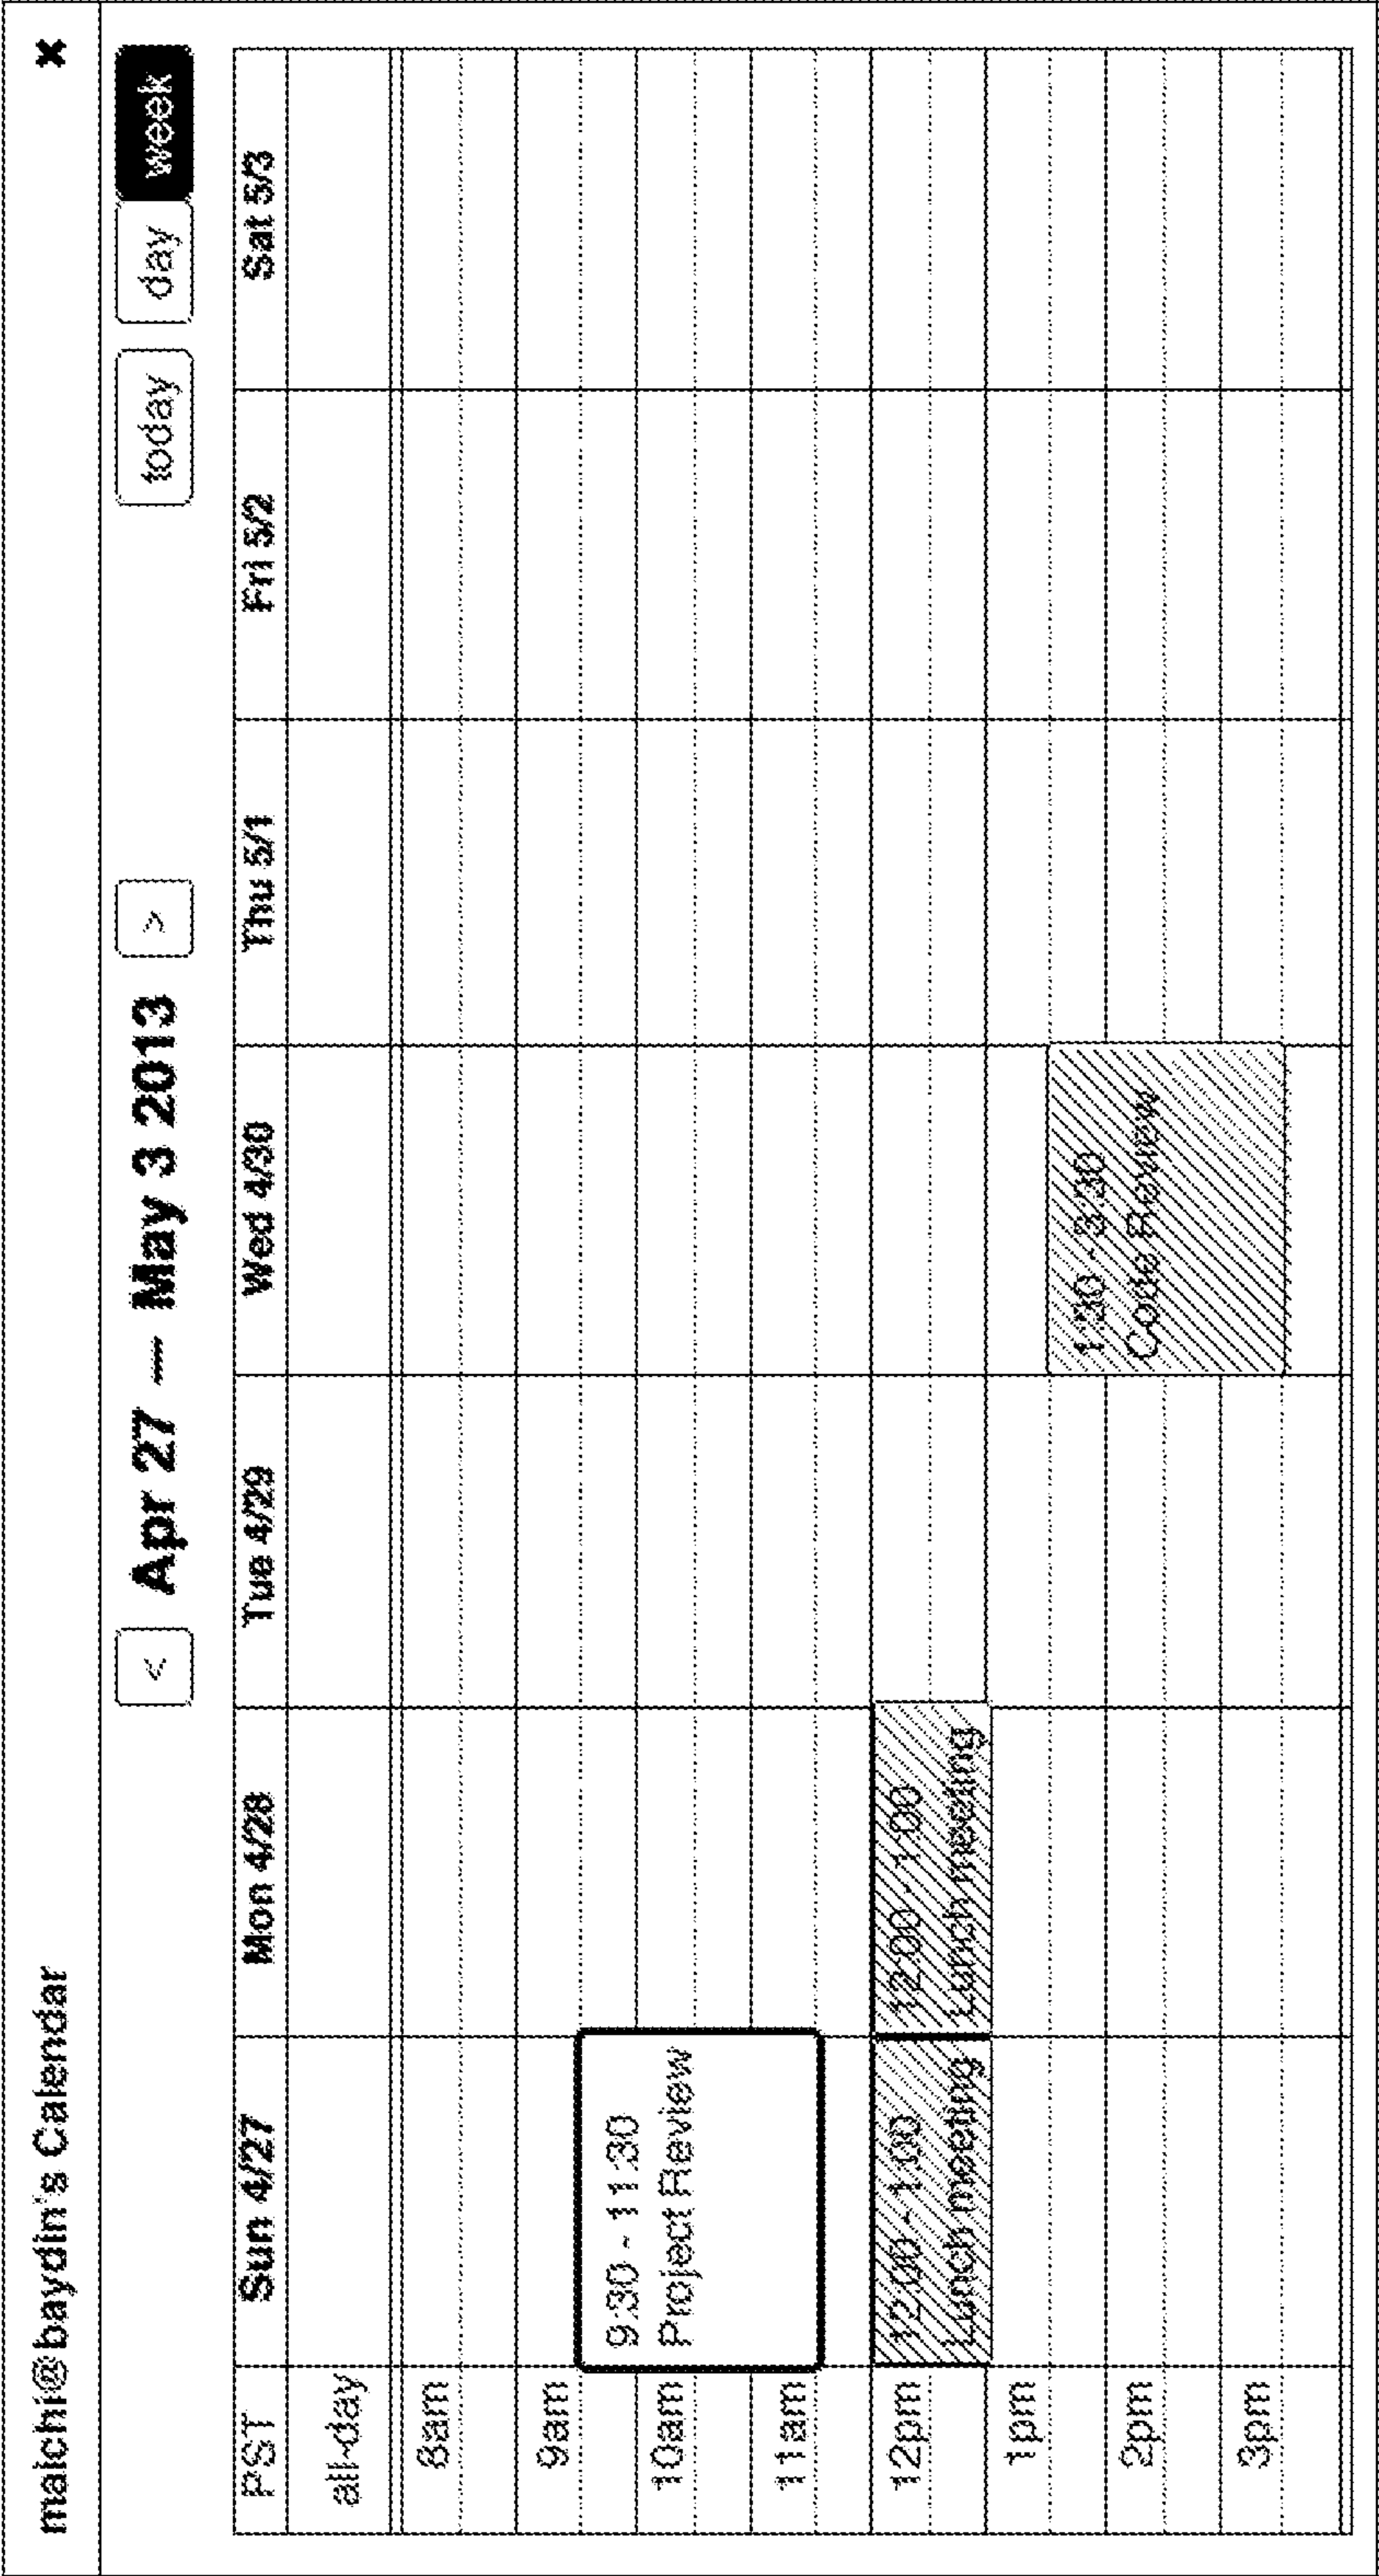 malchi@baydin's Calendar ×
< Apr 27 — May 3 2013 > today day week
PST Sun 4/27 Mon 4/28 Tue 4/29 Wed 4/30 Thu 5/1 Fri 5/2 Sat 5/3
all-day
8am
9am
9:30 - 11:30
10am
Project Review
11am
12pm 12:00 - 1:00 12:00 - 1:00
Lunch meeting Lunch meeting
1pm
1:30 - 3:30
2pm Code Review
3pm